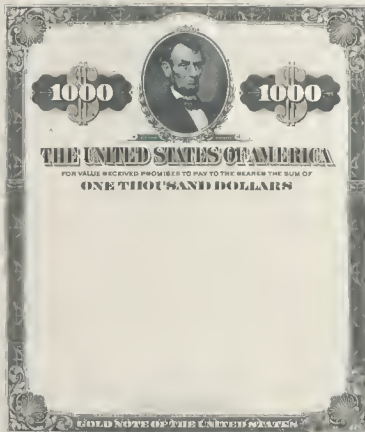 1000 1000
THE UNITED STATES OF AMERICA
FOR VALUE RECEIVED PROMISES TO PAY TO THE BEARER THE SUM OF
ONE THOUSAND DOLLARS
GOLD NOTE OF THE UNITED STATES